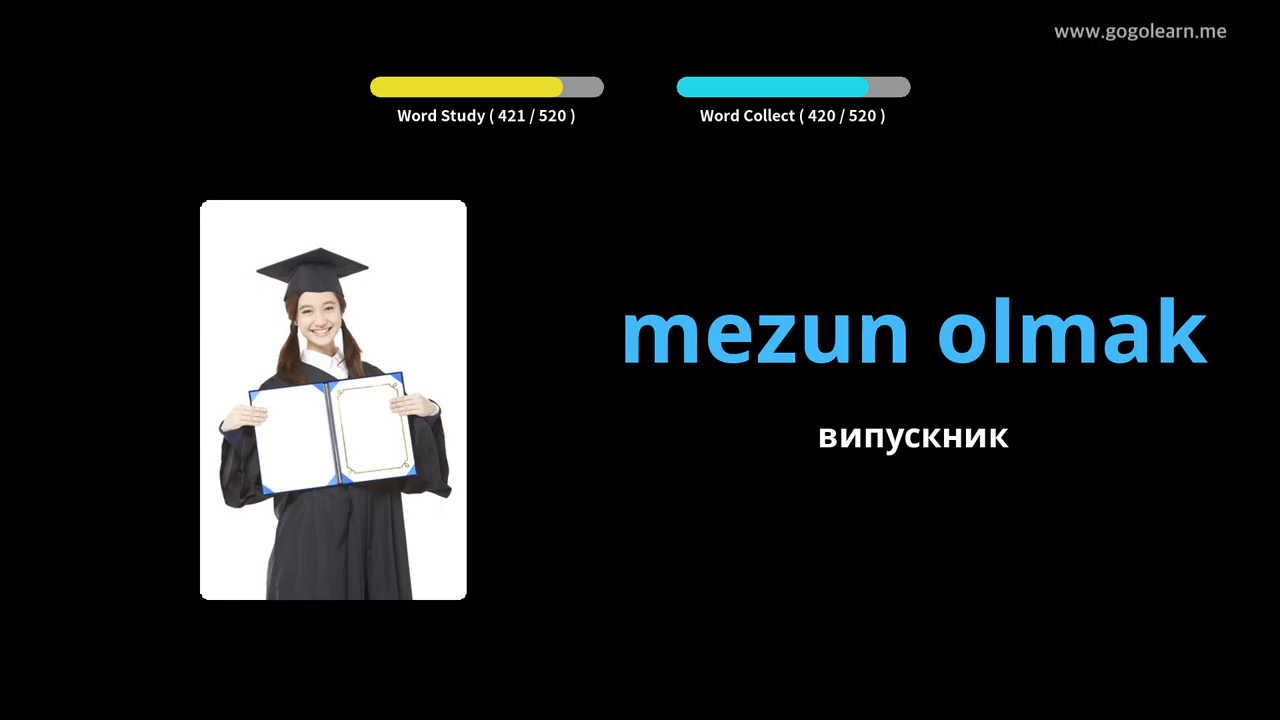 www.gogolearn.me
Word Study ( 421 / 520 )
Word Collect ( 420 / 520 )
mezun olmak
випускник